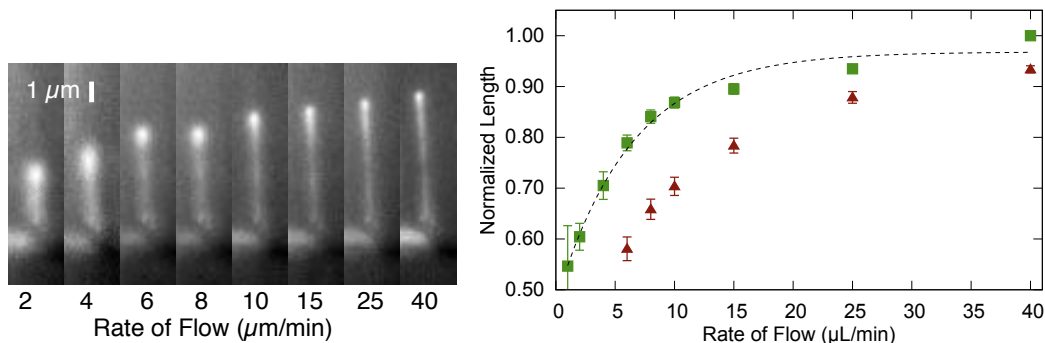 1 µm
2 4 6 8 10 15 25 40
Rate of Flow (µm/min)
Normalized Length
1.00
0.90
0.80
0.70
0.60
0.50
0 5 10 15 20 25 30 35 40
Rate of Flow (µL/min)